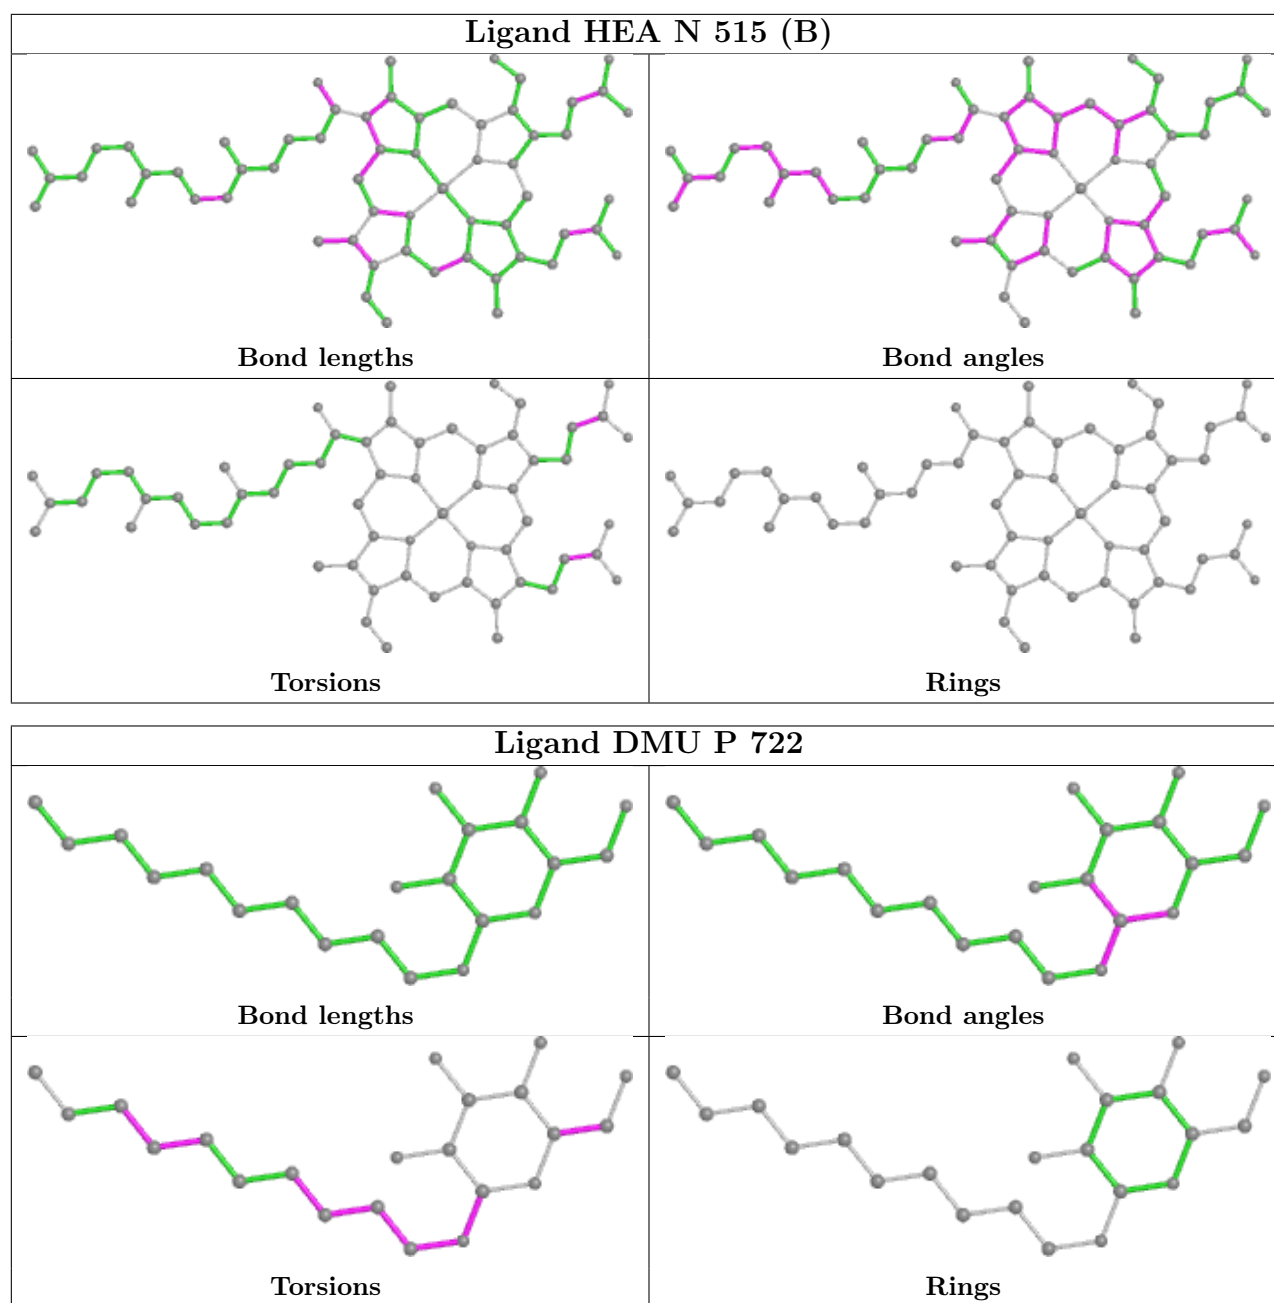 Ligand HEA N 515 (B)
Bond lengths
Bond angles
Torsions
Rings
Ligand DMU P 722
Bond lengths
Bond angles
Torsions
Rings